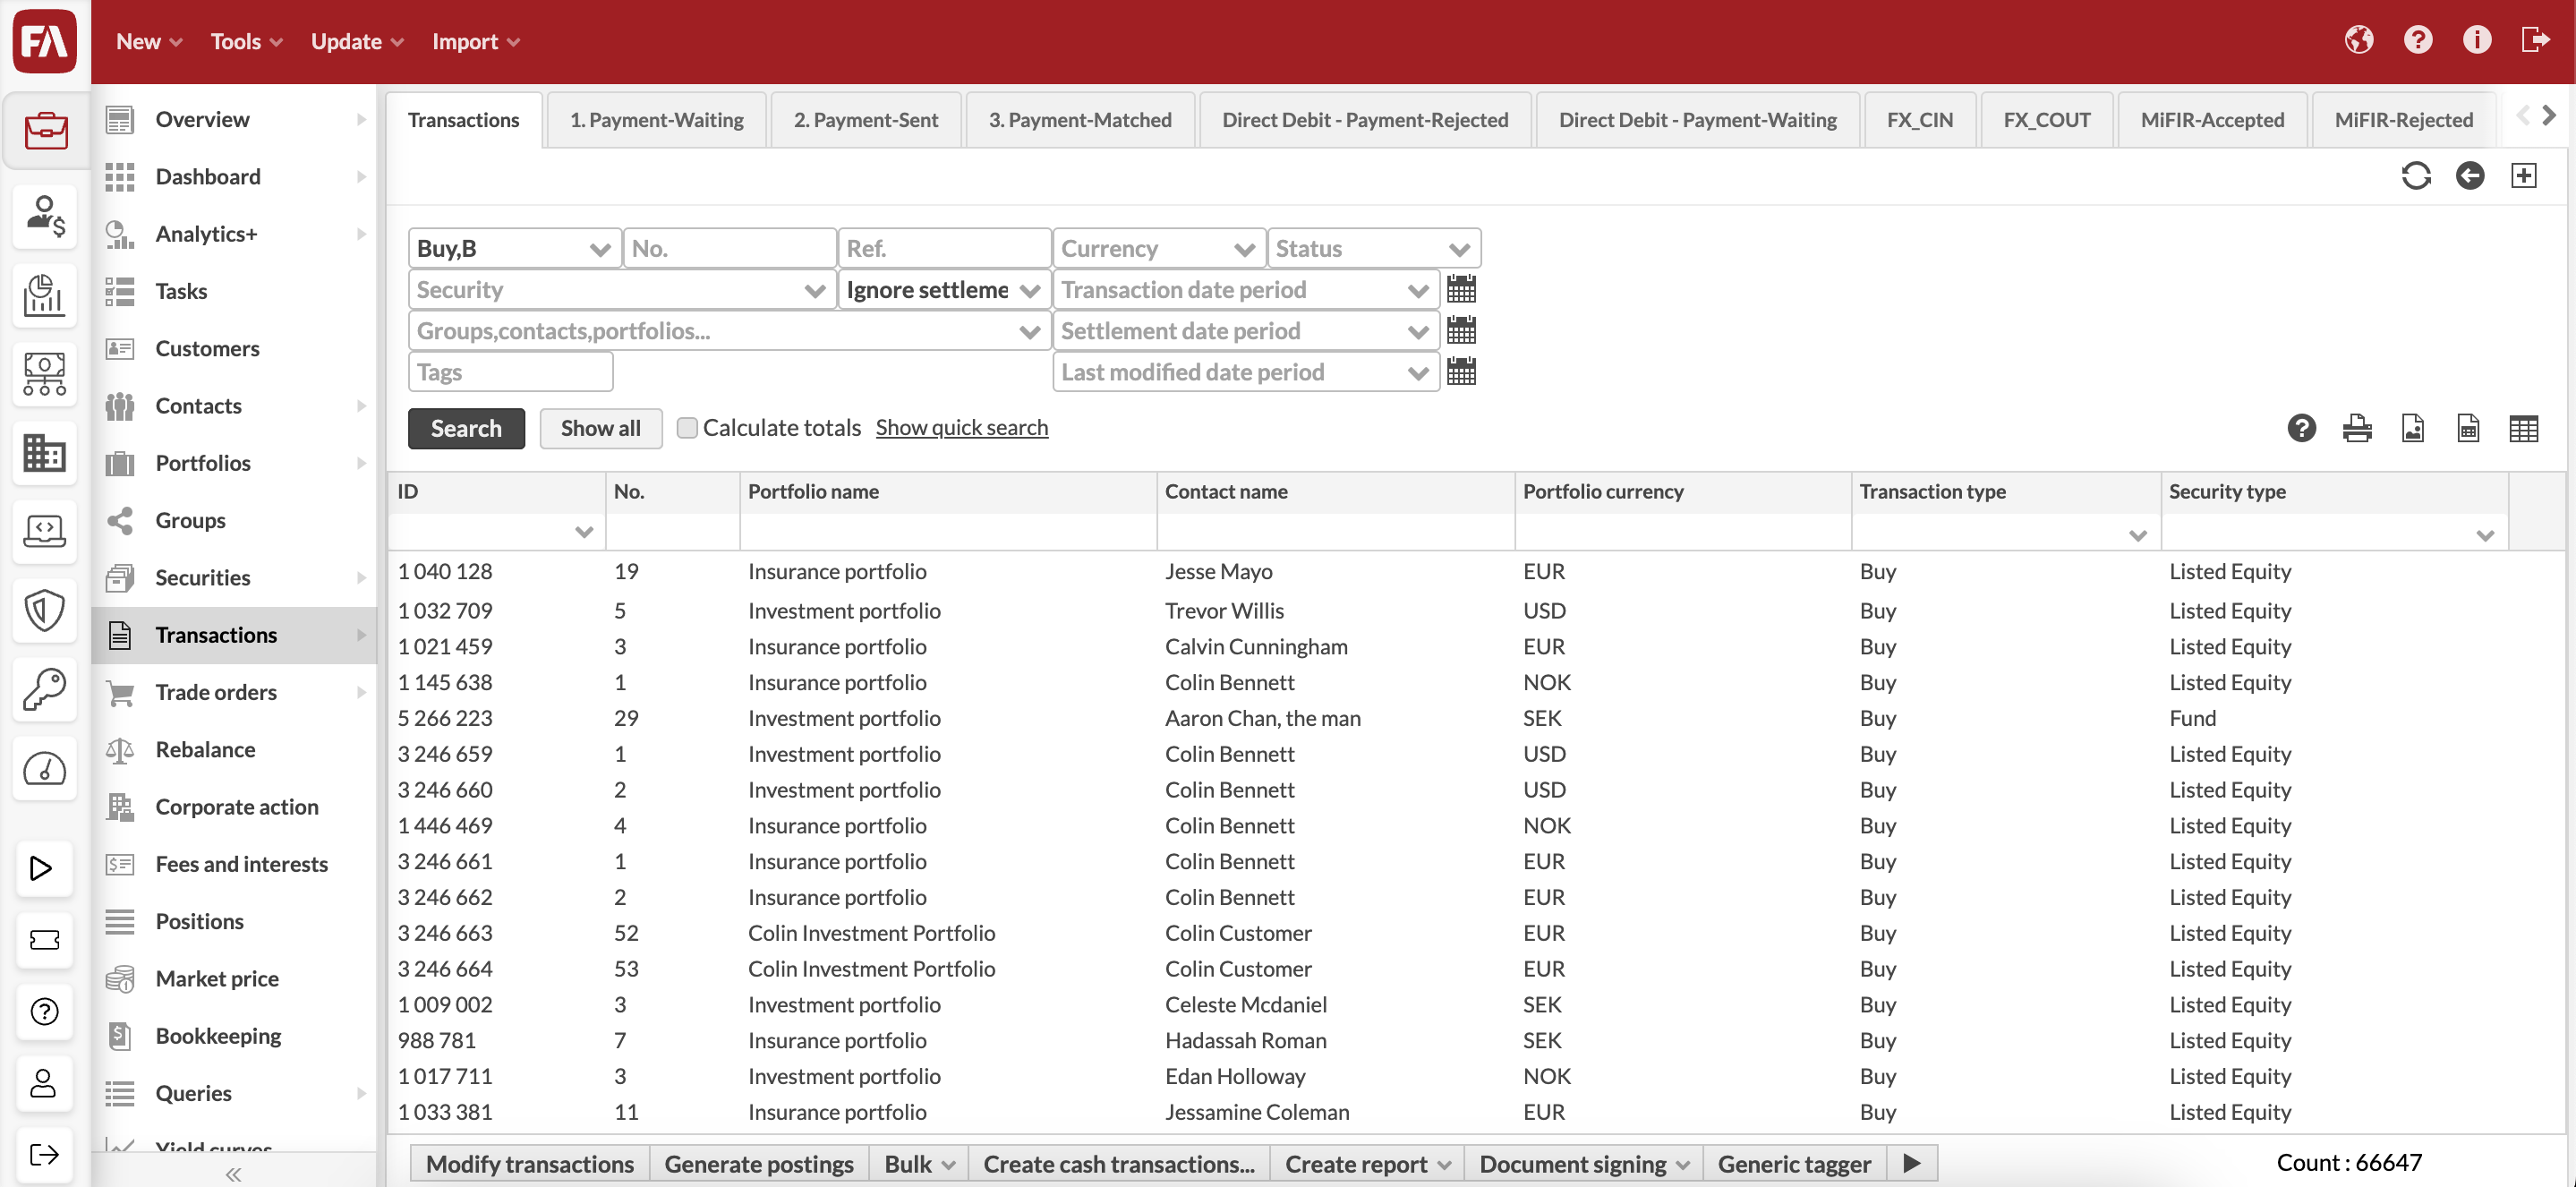 FA
New Tools Update Import
Overview
Dashboard
Analytics+
Tasks
Customers
Contacts
Portfolios
Groups
Securities
Transactions
Trade orders
Rebalance
Corporate action
Fees and interests
Positions
Market price
Bookkeeping
Queries
Yield curves
Transactions 1. Payment-Waiting 2. Payment-Sent 3. Payment-Matched Direct Debit - Payment-Rejected Direct Debit - Payment-Waiting FX_CIN FX_COUT MiFIR-Accepted MiFIR-Rejected
Buy,B No. Ref. Currency Status
Security Ignore settleme Transaction date period
Groups,contacts,portfolios... Settlement date period
Tags Last modified date period
Search Show all Calculate totals Show quick search
ID No. Portfolio name Contact name Portfolio currency Transaction type Security type
1 040 128 19 Insurance portfolio Jesse Mayo EUR Buy Listed Equity
1 032 709 5 Investment portfolio Trevor Willis USD Buy Listed Equity
1 021 459 3 Insurance portfolio Calvin Cunningham EUR Buy Listed Equity
1 145 638 1 Insurance portfolio Colin Bennett NOK Buy Listed Equity
5 266 223 29 Investment portfolio Aaron Chan, the man SEK Buy Fund
3 246 659 1 Investment portfolio Colin Bennett USD Buy Listed Equity
3 246 660 2 Investment portfolio Colin Bennett USD Buy Listed Equity
1 446 469 4 Insurance portfolio Colin Bennett NOK Buy Listed Equity
3 246 661 1 Insurance portfolio Colin Bennett EUR Buy Listed Equity
3 246 662 2 Insurance portfolio Colin Bennett EUR Buy Listed Equity
3 246 663 52 Colin Investment Portfolio Colin Customer EUR Buy Listed Equity
3 246 664 53 Colin Investment Portfolio Colin Customer EUR Buy Listed Equity
1 009 002 3 Investment portfolio Celeste Mcdaniel SEK Buy Listed Equity
988 781 7 Insurance portfolio Hadassah Roman SEK Buy Listed Equity
1 017 711 3 Investment portfolio Edan Holloway NOK Buy Listed Equity
1 033 381 11 Insurance portfolio Jessamine Coleman EUR Buy Listed Equity
Modify transactions Generate postings Bulk Create cash transactions... Create report Document signing Generic tagger
Count : 66647